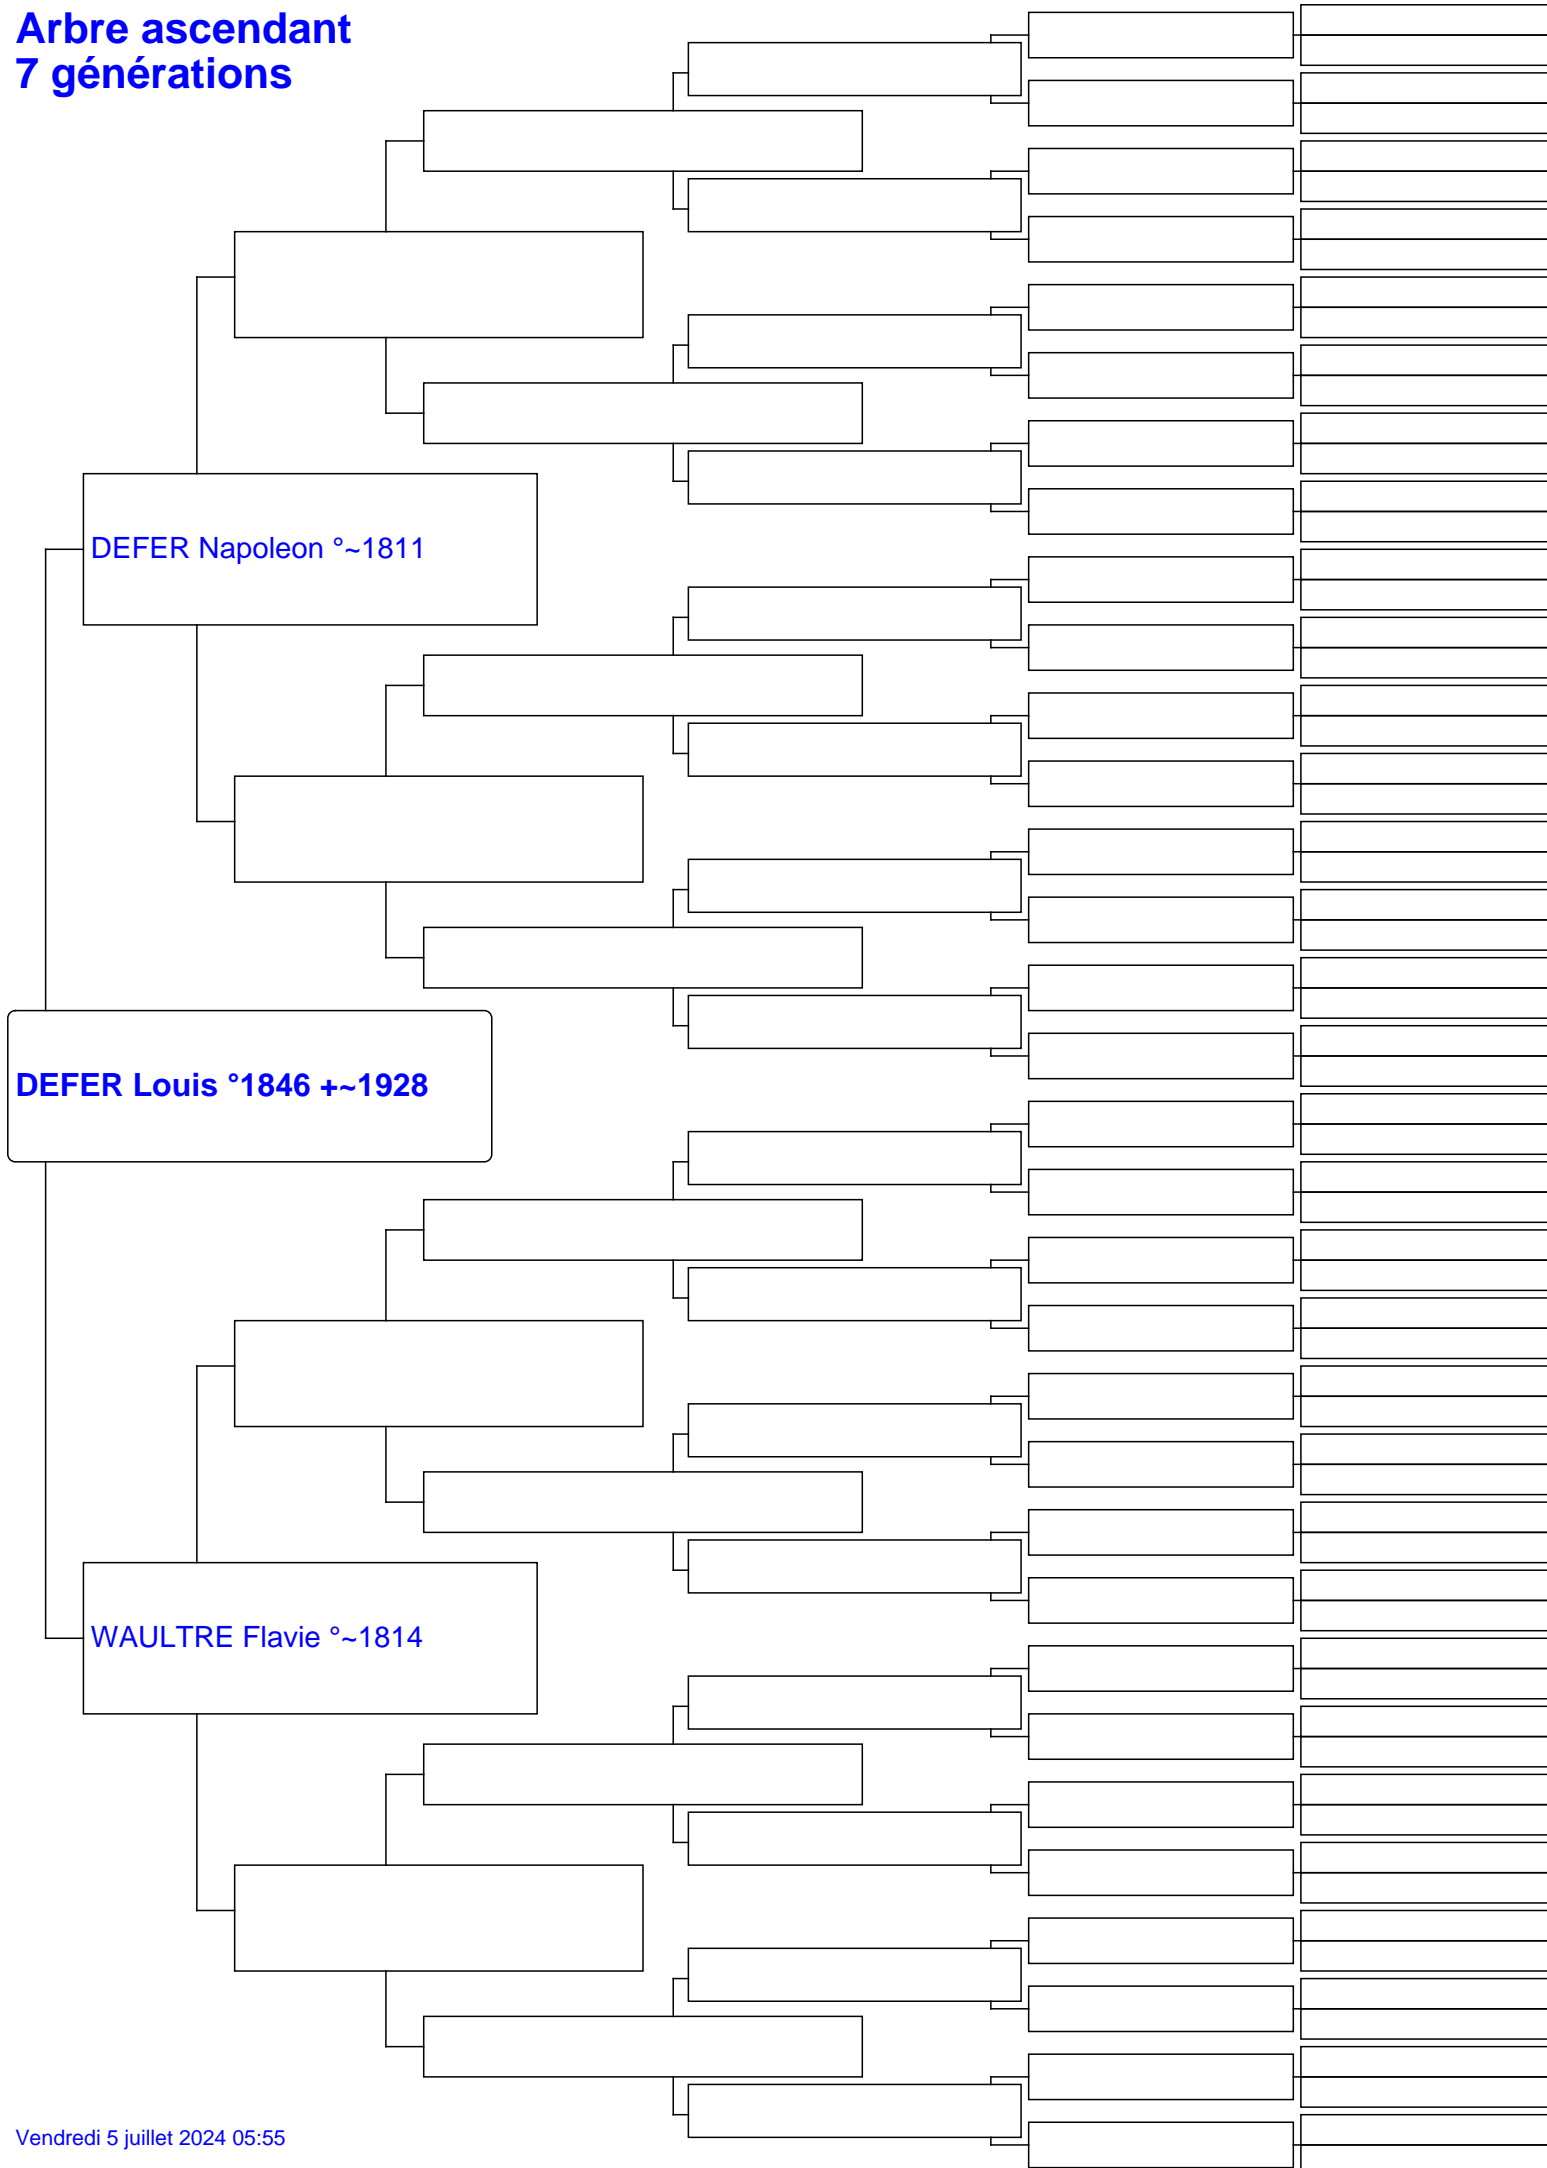 Arbre ascendant
7 générations
DEFER Napoleon °~1811
DEFER Louis °1846 +~1928
WAULTRE Flavie °~1814
Vendredi 5 juillet 2024 05:55